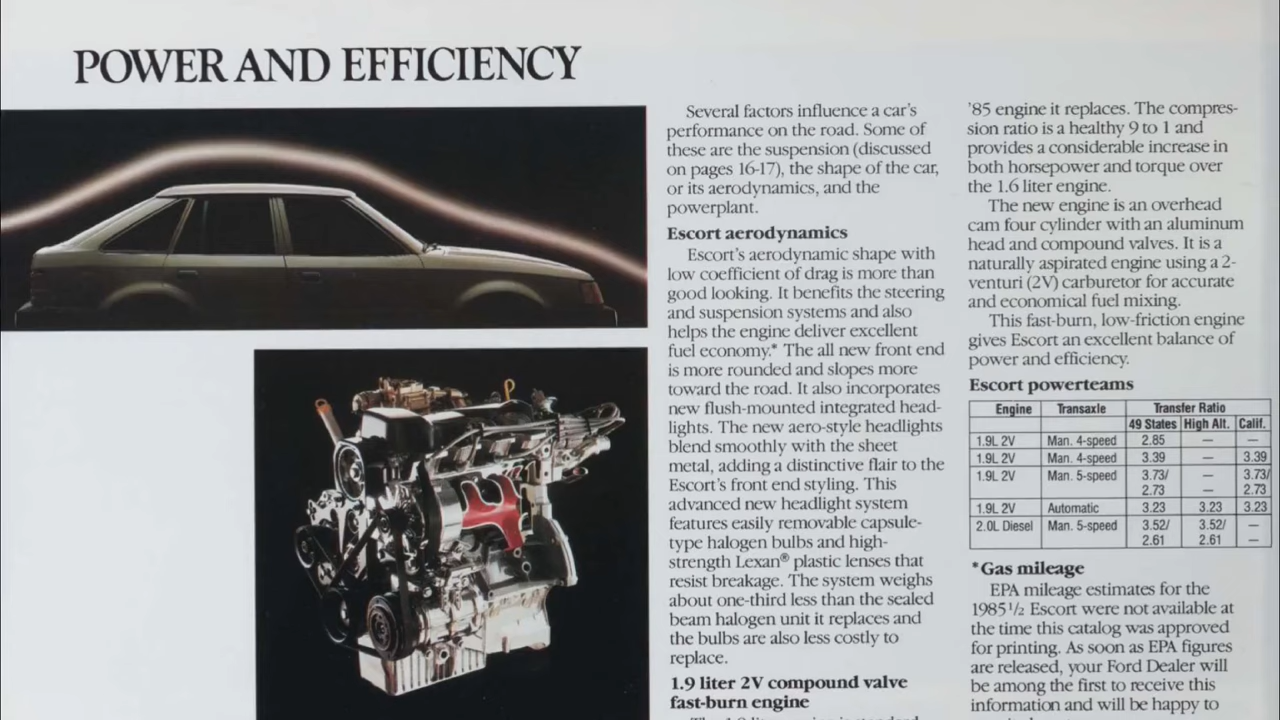 POWER AND EFFICIENCY
Several factors influence a car's
performance on the road. Some of
these are the suspension (discussed
on pages 16-17), the shape of the car,
or its aerodynamics, and the
powerplant.
Escort aerodynamics
Escort's aerodynamic shape with
low coefficient of drag is more than
good looking. It benefits the steering
and suspension systems and also
helps the engine deliver excellent
fuel economy.* The all new front end
is more rounded and slopes more
toward the road. It also incorporates
new flush-mounted integrated head-
lights. The new aero-style headlights
blend smoothly with the sheet
metal, adding a distinctive flair to the
Escort's front end styling. This
advanced new headlight system
features easily removable capsule-
type halogen bulbs and high-
strength Lexan® plastic lenses that
resist breakage. The system weighs
about one-third less than the sealed
beam halogen unit it replaces and
the bulbs are also less costly to
replace.
1.9 liter 2V compound valve
fast-burn engine
'85 engine it replaces. The compres-
sion ratio is a healthy 9 to 1 and
provides a considerable increase in
both horsepower and torque over
the 1.6 liter engine.
The new engine is an overhead
cam four cylinder with an aluminum
head and compound valves. It is a
naturally aspirated engine using a 2-
venturi (2V) carburetor for accurate
and economical fuel mixing.
This fast-burn, low-friction engine
gives Escort an excellent balance of
power and efficiency.
Escort powerteams
Engine Transaxle Transfer Ratio
49 States High Alt. Calif.
1.9L 2V Man. 4-speed 2.85 — —
1.9L 2V Man. 4-speed 3.39 — 3.39
1.9L 2V Man. 5-speed 3.73/ — 3.73/
2.73 — 2.73
1.9L 2V Automatic 3.23 3.23 3.23
2.0L Diesel Man. 5-speed 3.52/ 3.52/ —
2.61 2.61 —
*Gas mileage
EPA mileage estimates for the
1985½ Escort were not available at
the time this catalog was approved
for printing. As soon as EPA figures
are released, your Ford Dealer will
be among the first to receive this
information and will be happy to